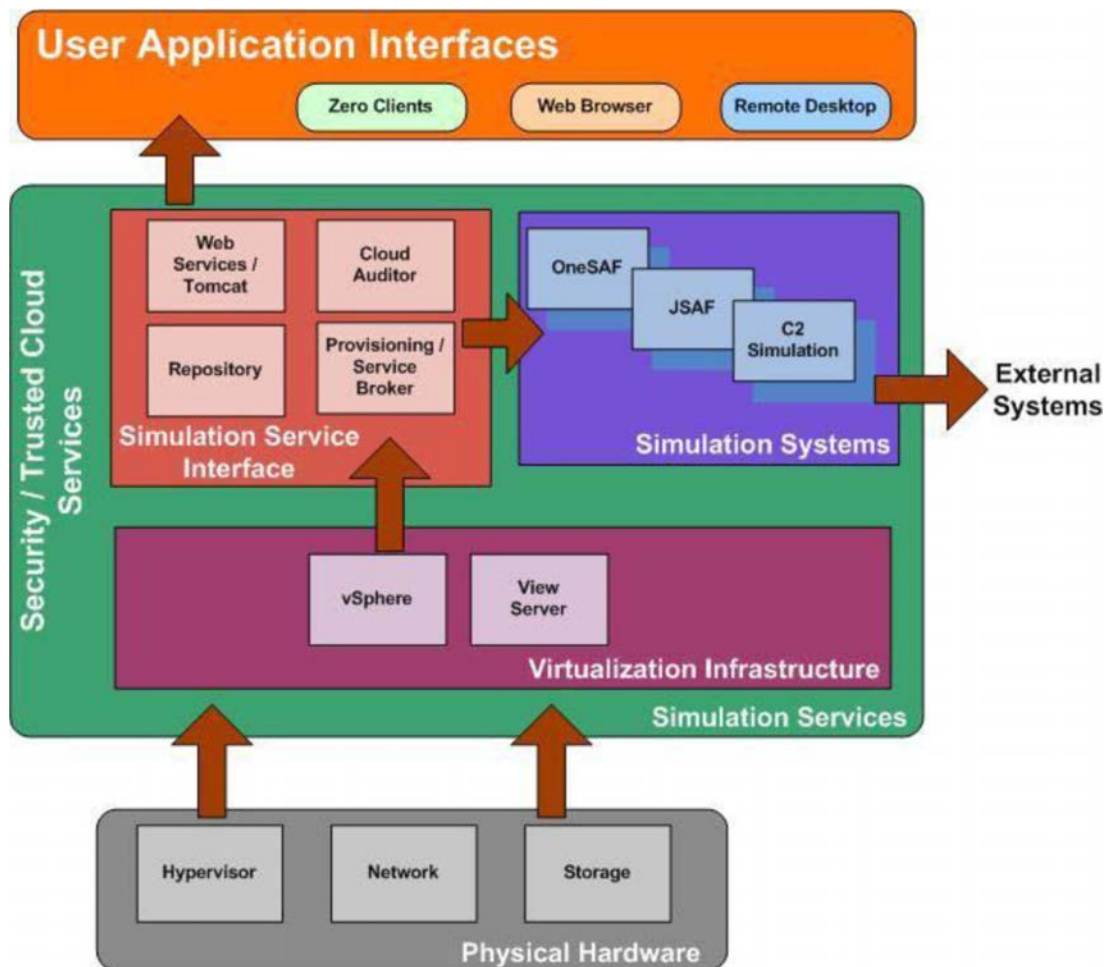 User Application Interfaces
Zero Clients
Web Browser
Remote Desktop
Security / Trusted Cloud
Services
Web
Services /
Tomcat
Cloud
Auditor
Repository
Provisioning /
Service
Broker
Simulation Service
Interface
OneSAF
JSAF
C2
Simulation
Simulation Systems
External
Systems
vSphere
View
Server
Virtualization Infrastructure
Simulation Services
Hypervisor
Network
Storage
Physical Hardware